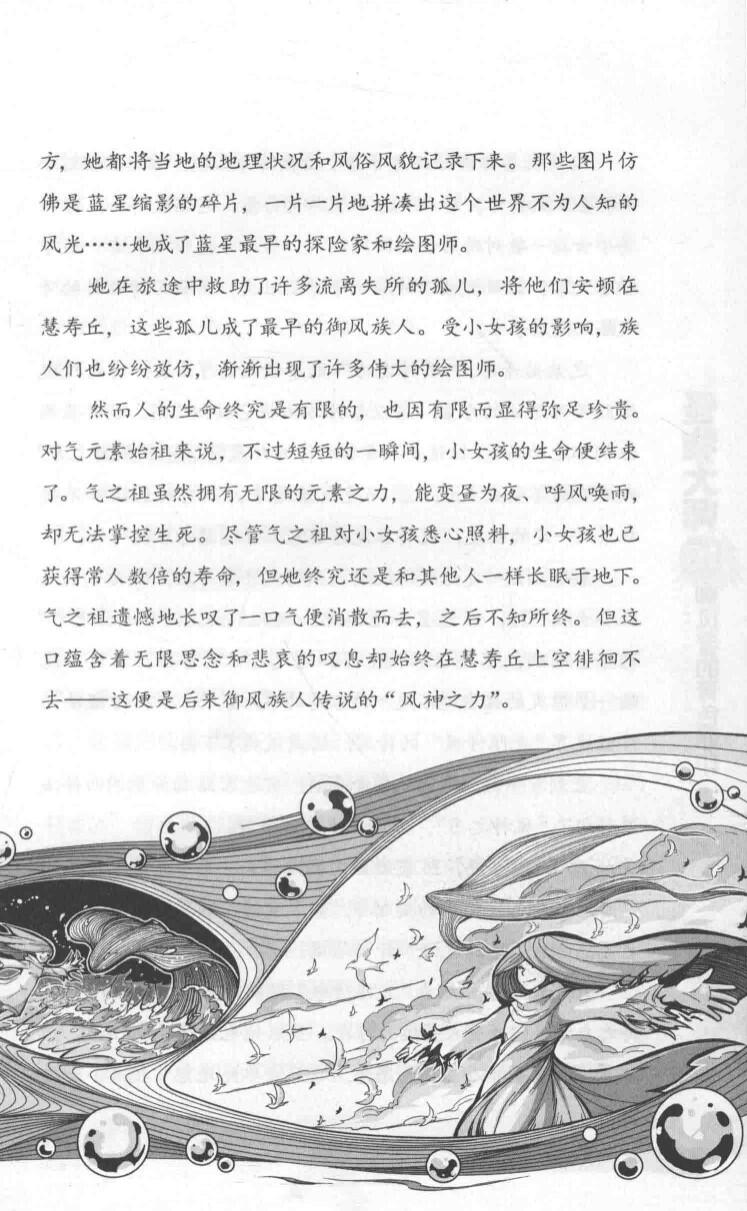 方，她都将当地的地理状况和风俗风貌记录下来。那些图片仿
佛是蓝星缩影的碎片，一片一片地拼凑出这个世界不为人知的
风光……她成了蓝星最早的探险家和绘图师。
她在旅途中救助了许多流离失所的孤儿，将他们安顿在
慧寿丘，这些孤儿成了最早的御风族人。受小女孩的影响，族
人们也纷纷效仿，渐渐出现了许多伟大的绘图师。
然而人的生命终究是有限的，也因有限而显得弥足珍贵。
对气元素始祖来说，不过短短的一瞬间，小女孩的生命便结束
了。气之祖虽然拥有无限的元素之力，能变昼为夜、呼风唤雨，
却无法掌控生死。尽管气之祖对小女孩悉心照料，小女孩也已
获得常人数倍的寿命，但她终究还是和其他人一样长眠于地下。
气之祖遗憾地长叹了一口气便消散而去，之后不知所终。但这
口蕴含着无限思念和悲哀的叹息却始终在慧寿丘上空徘徊不
去——这便是后来御风族人传说的“风神之力”。